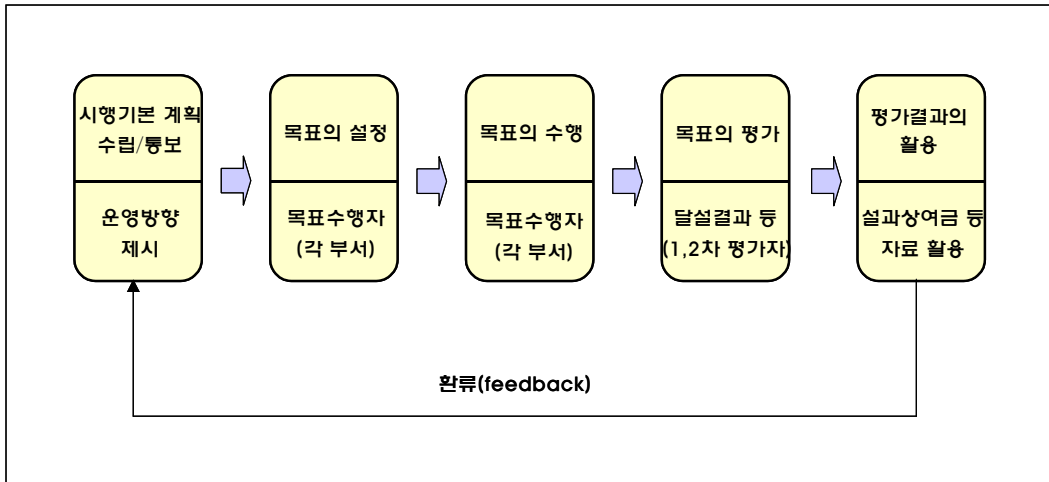 시행기본 계획
수립/통보
운영방향
제시
목표의 설정
목표수행자
(각 부서)
목표의 수행
목표수행자
(각 부서)
목표의 평가
달설결과 등
(1,2차 평가자)
평가결과의
활용
설과상여금 등
자료 활용
환류(feedback)